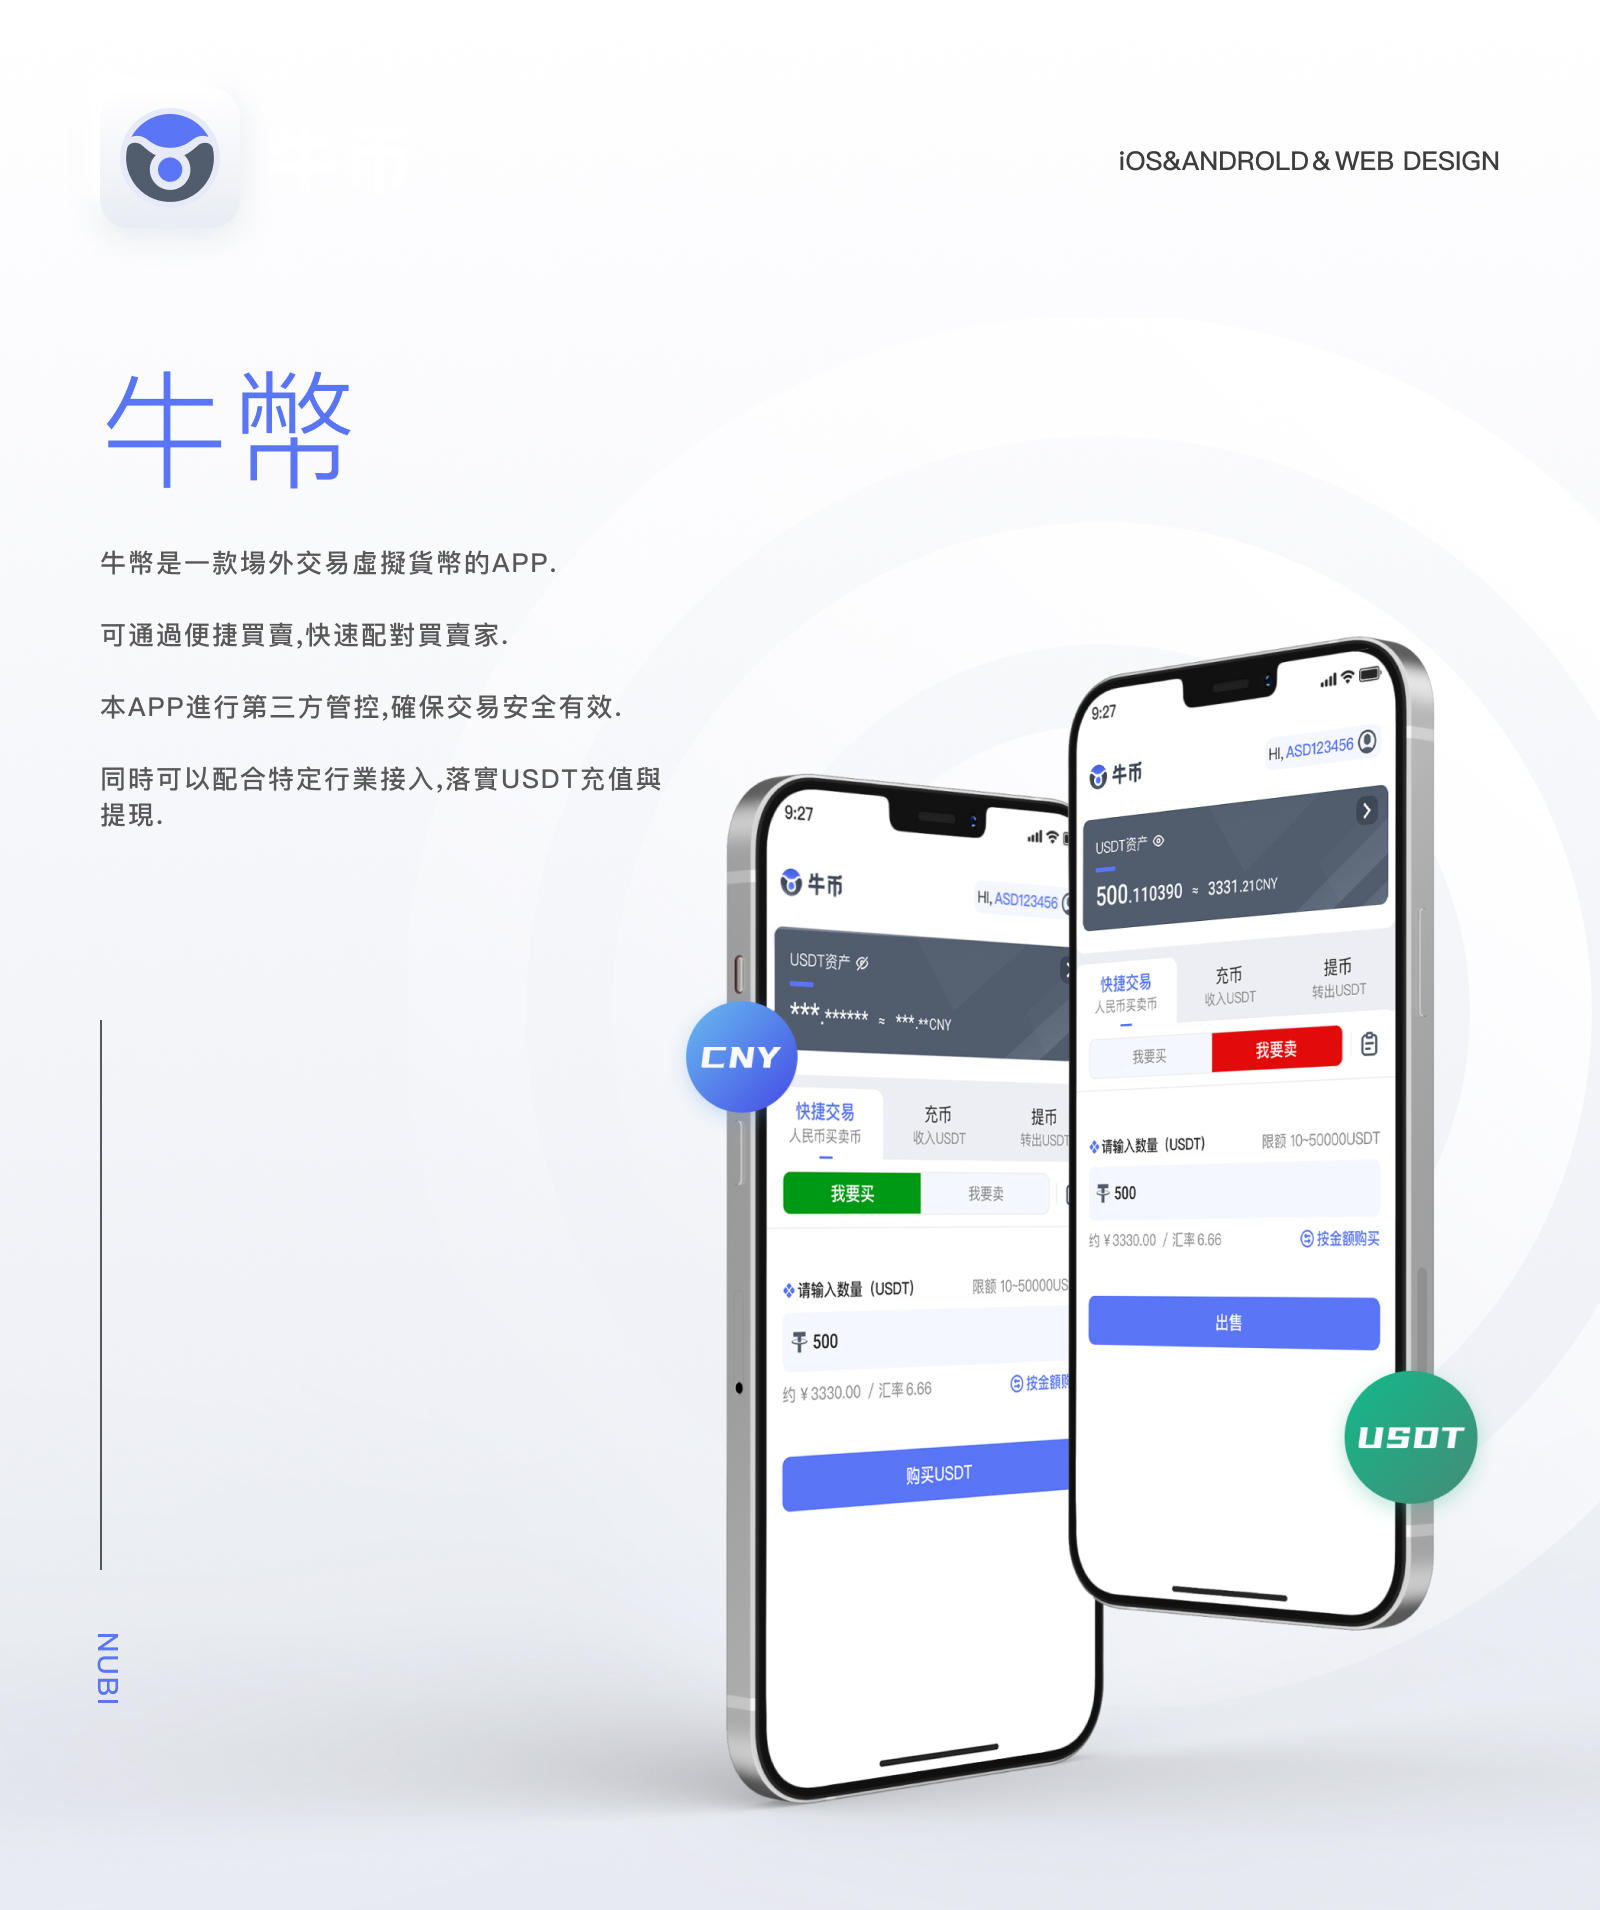 iOS&ANDROLD & WEB DESIGN
牛幣
牛幣是一款場外交易虛擬貨幣的APP.
可通過便捷買賣,快速配對買賣家.
本APP進行第三方管控,確保交易安全有效.
同時可以配合特定行業接入,落實USDT充值與
提現.
NUBI
9:27
牛币
HI, ASD123456
USDT资产
***.****** ≈ ***.**CNY
CNY
快捷交易
人民币买卖币
充币
收入USDT
提币
转出USDT
我要买
我要卖
请输入数量 (USDT)
限额 10~50000US
500
约 ¥3330.00 / 汇率6.66
按金額
购买USDT
9:27
牛币
HI, ASD123456
USDT资产
500.110390 ≈ 3331.21CNY
快捷交易
人民币买卖币
充币
收入USDT
提币
转出USDT
我要买
我要卖
请输入数量 (USDT)
限额 10~50000USDT
500
约 ¥3330.00 / 汇率6.66
按金額购买
出售
USDT